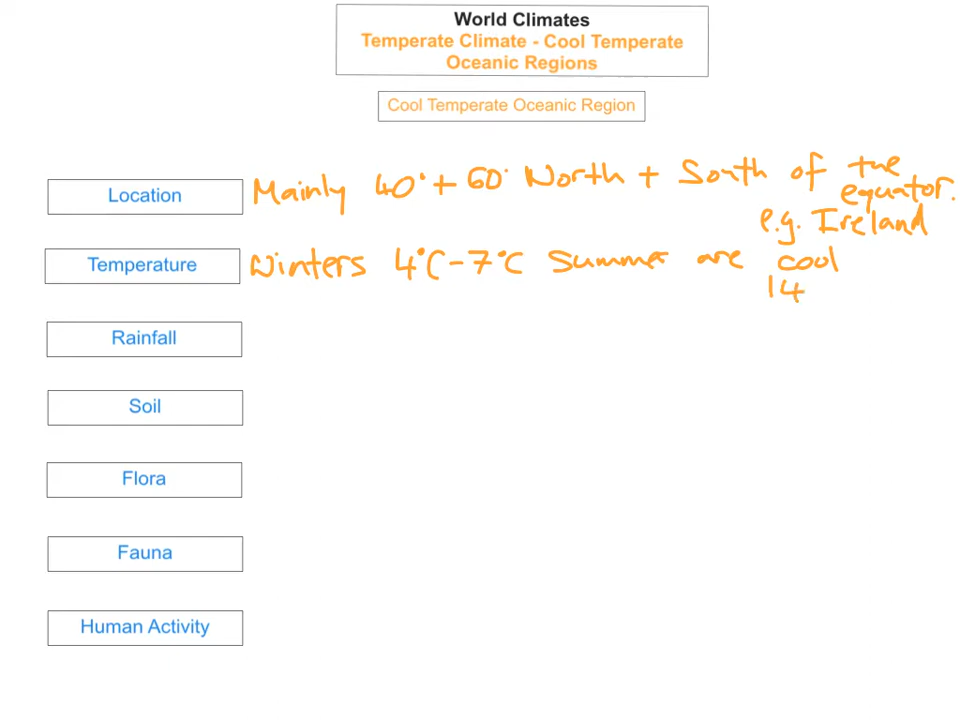 World Climates
Temperate Climate - Cool Temperate
Oceanic Regions
Cool Temperate Oceanic Region
Location
Mainly 40° + 60° North + South of the
equator.
e.g. Ireland
Temperature
Winters 4°C - 7°C Summer are cool
14
Rainfall
Soil
Flora
Fauna
Human Activity